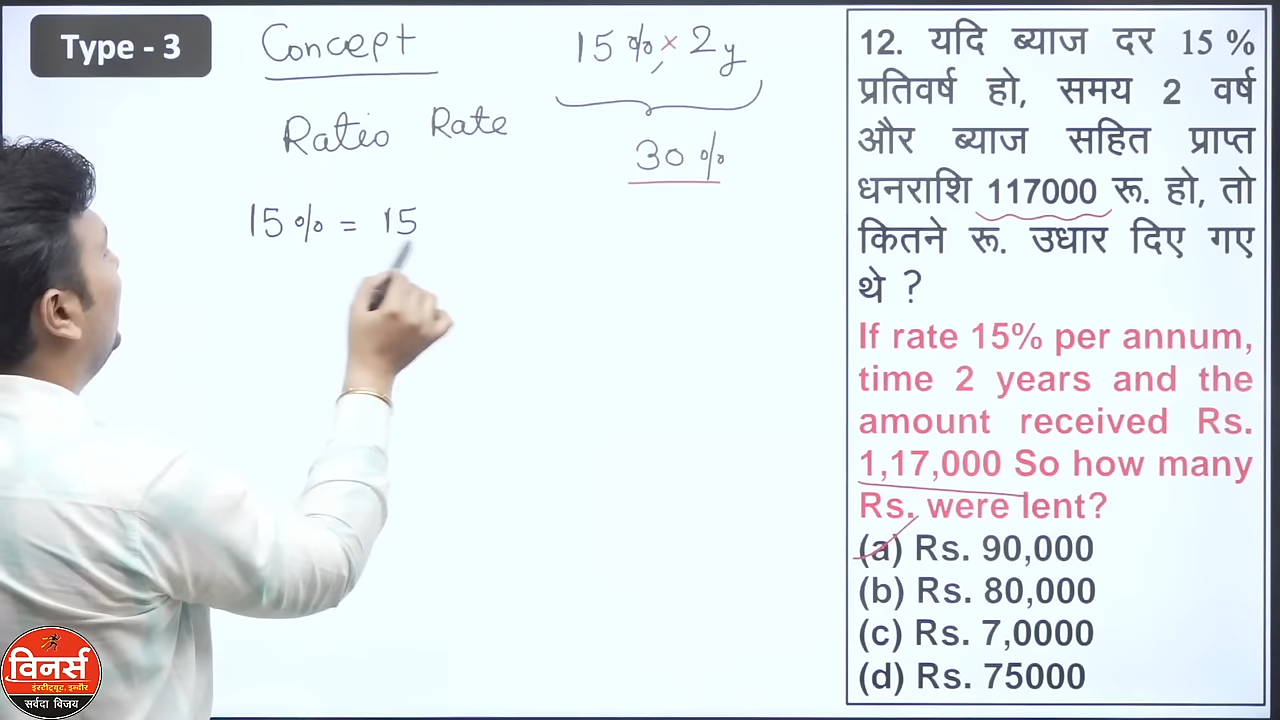 Type - 3
Concept
Ratio Rate
15% = 15
15% × 2y
30%
12. यदि ब्याज दर 15 %
प्रतिवर्ष हो, समय 2 वर्ष
और ब्याज सहित प्राप्त
धनराशि 117000 रू. हो, तो
कितने रू. उधार दिए गए
थे ?
If rate 15% per annum,
time 2 years and the
amount received Rs.
1,17,000 So how many
Rs. were lent?
(a) Rs. 90,000
(b) Rs. 80,000
(c) Rs. 7,0000
(d) Rs. 75000
विनर्स
इंस्टीट्यूट, इन्दौर
सर्वदा विजय